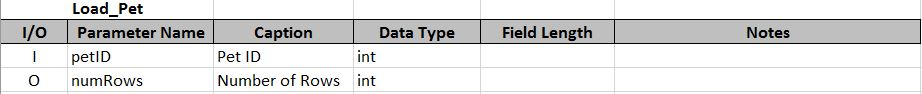 Load_Pet
I/O Parameter Name Caption Data Type Field Length Notes
I petID Pet ID int
O numRows Number of Rows int